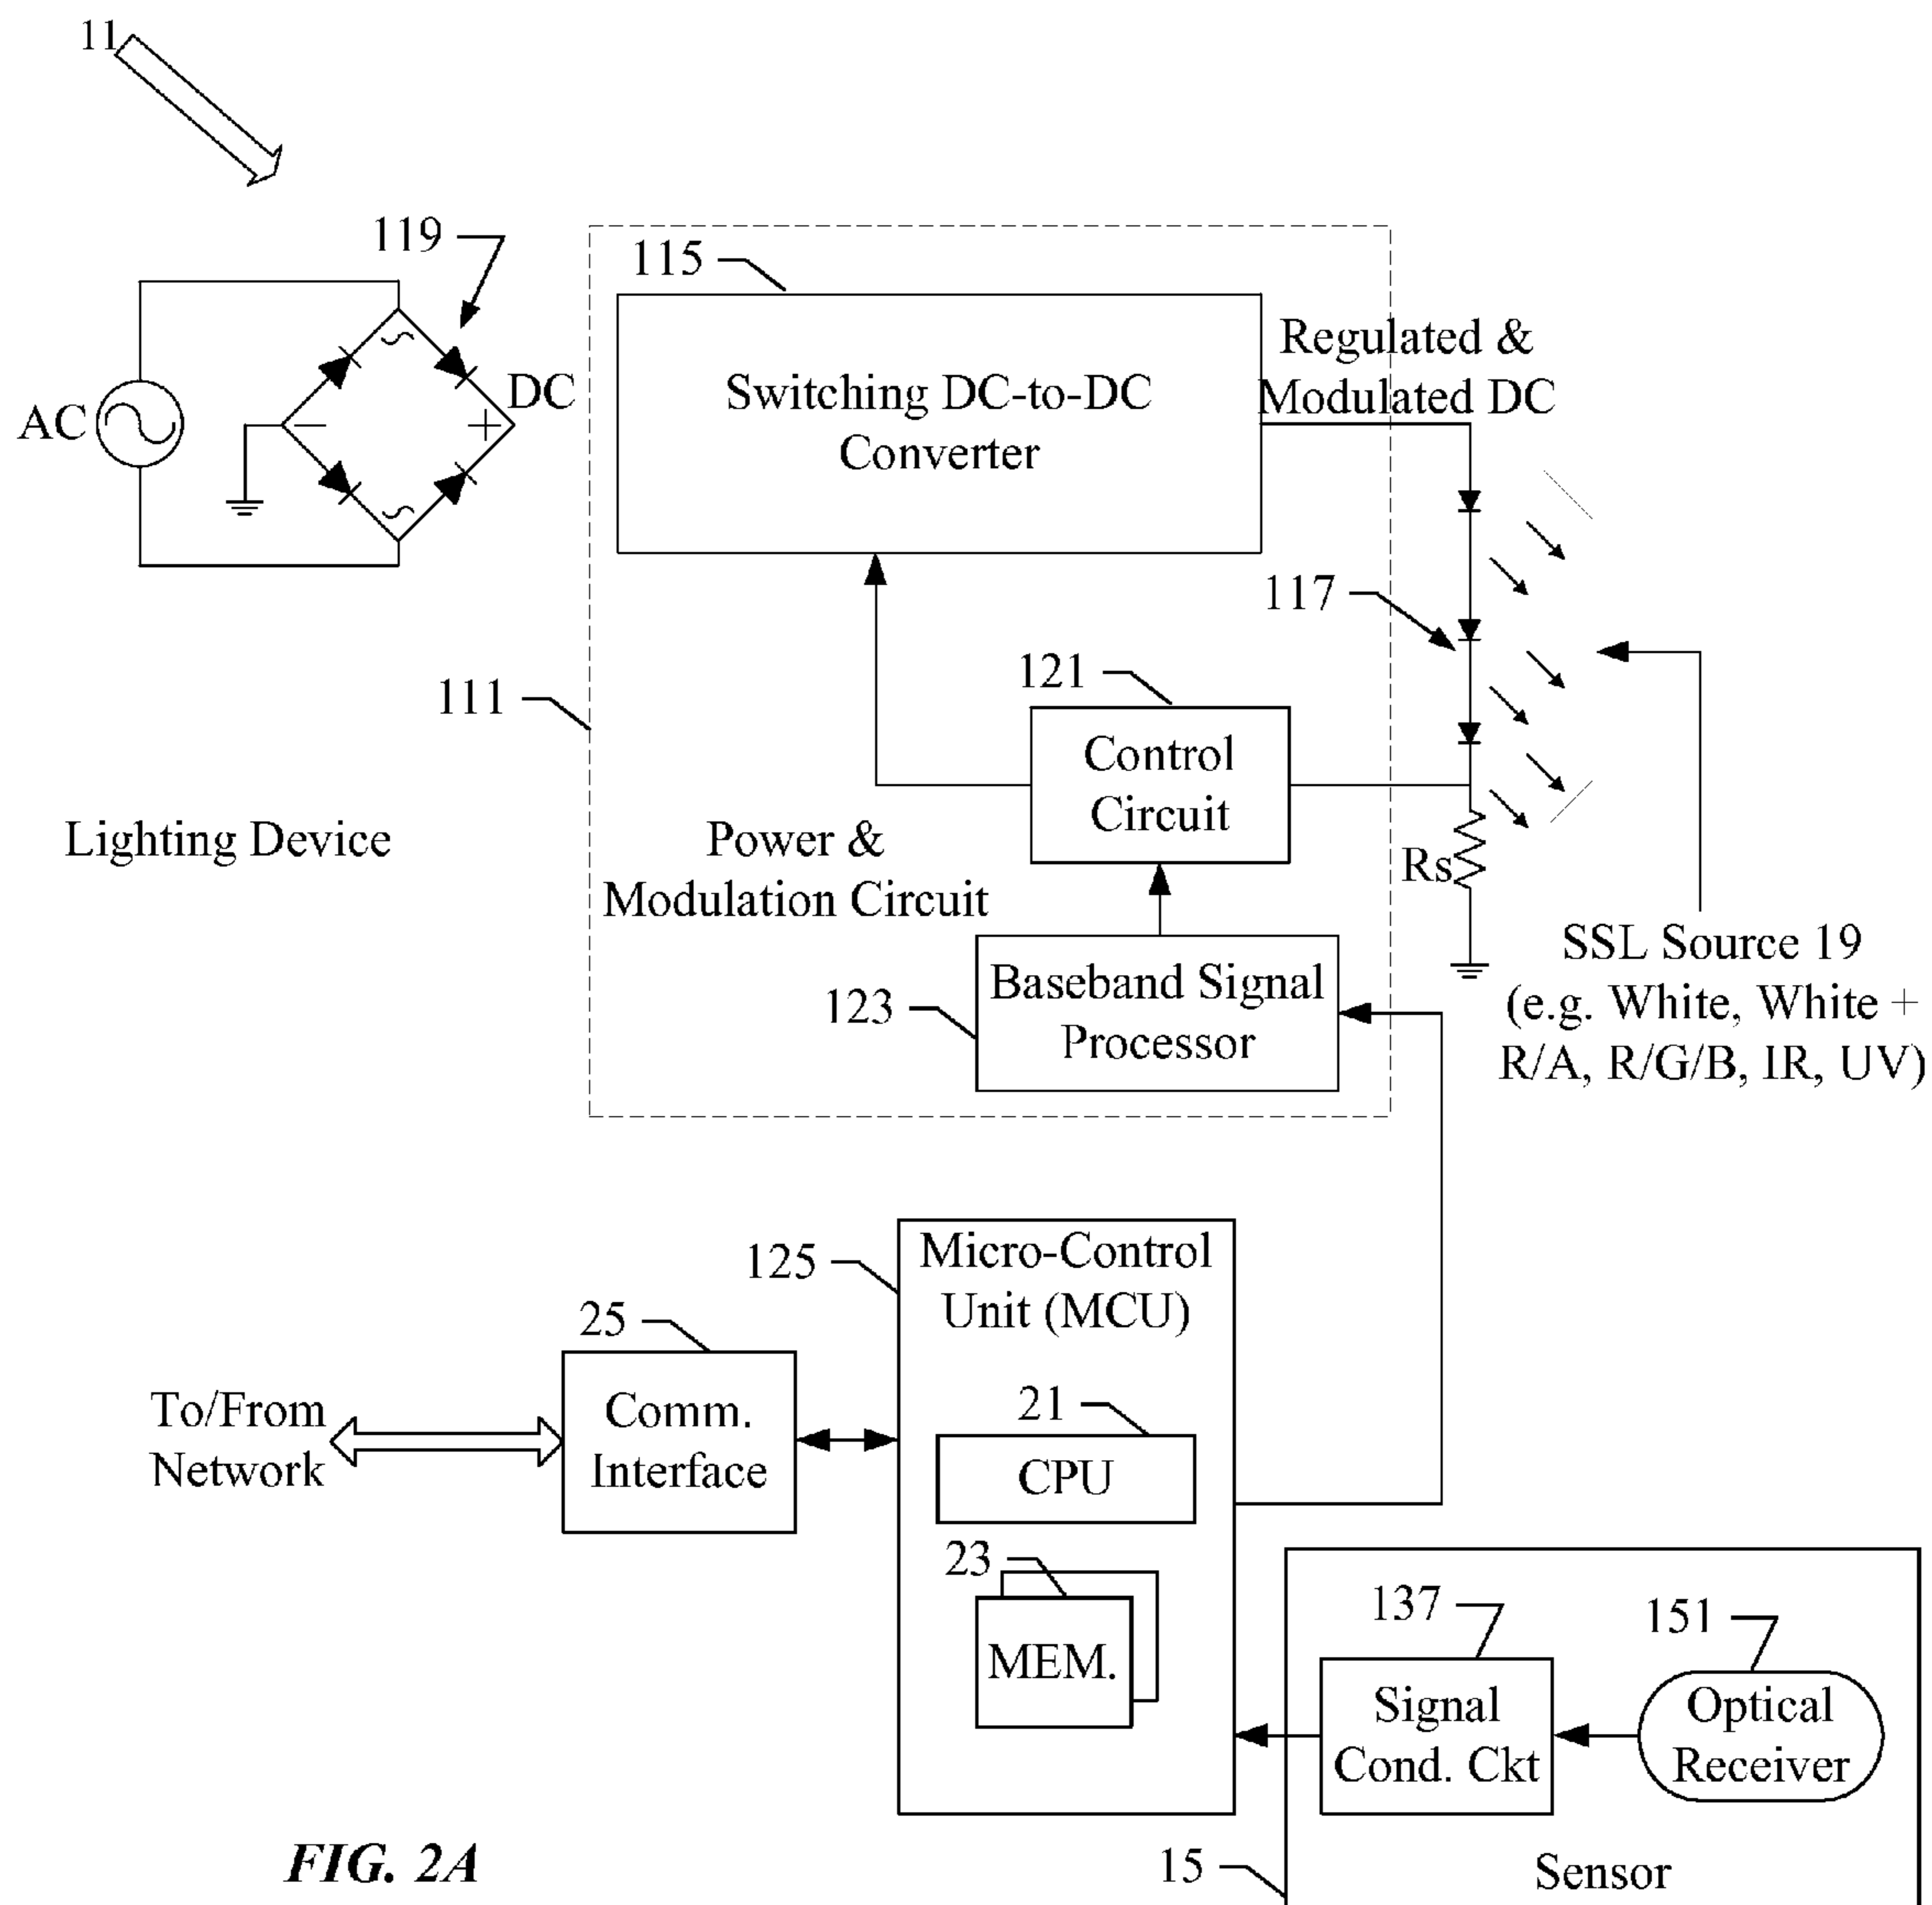 11
119
115
AC
DC
Switching DC-to-DC
Converter
Regulated &
Modulated DC
117
121
111
Control
Circuit
Lighting Device
Power &
Modulation Circuit
Rs
SSL Source 19
(e.g. White, White +
R/A, R/G/B, IR, UV)
123
Baseband Signal
Processor
125
Micro-Control
Unit (MCU)
25
To/From
Network
Comm.
Interface
21
CPU
23
MEM.
137
151
Signal
Cond. Ckt
Optical
Receiver
15
Sensor
FIG. 2A